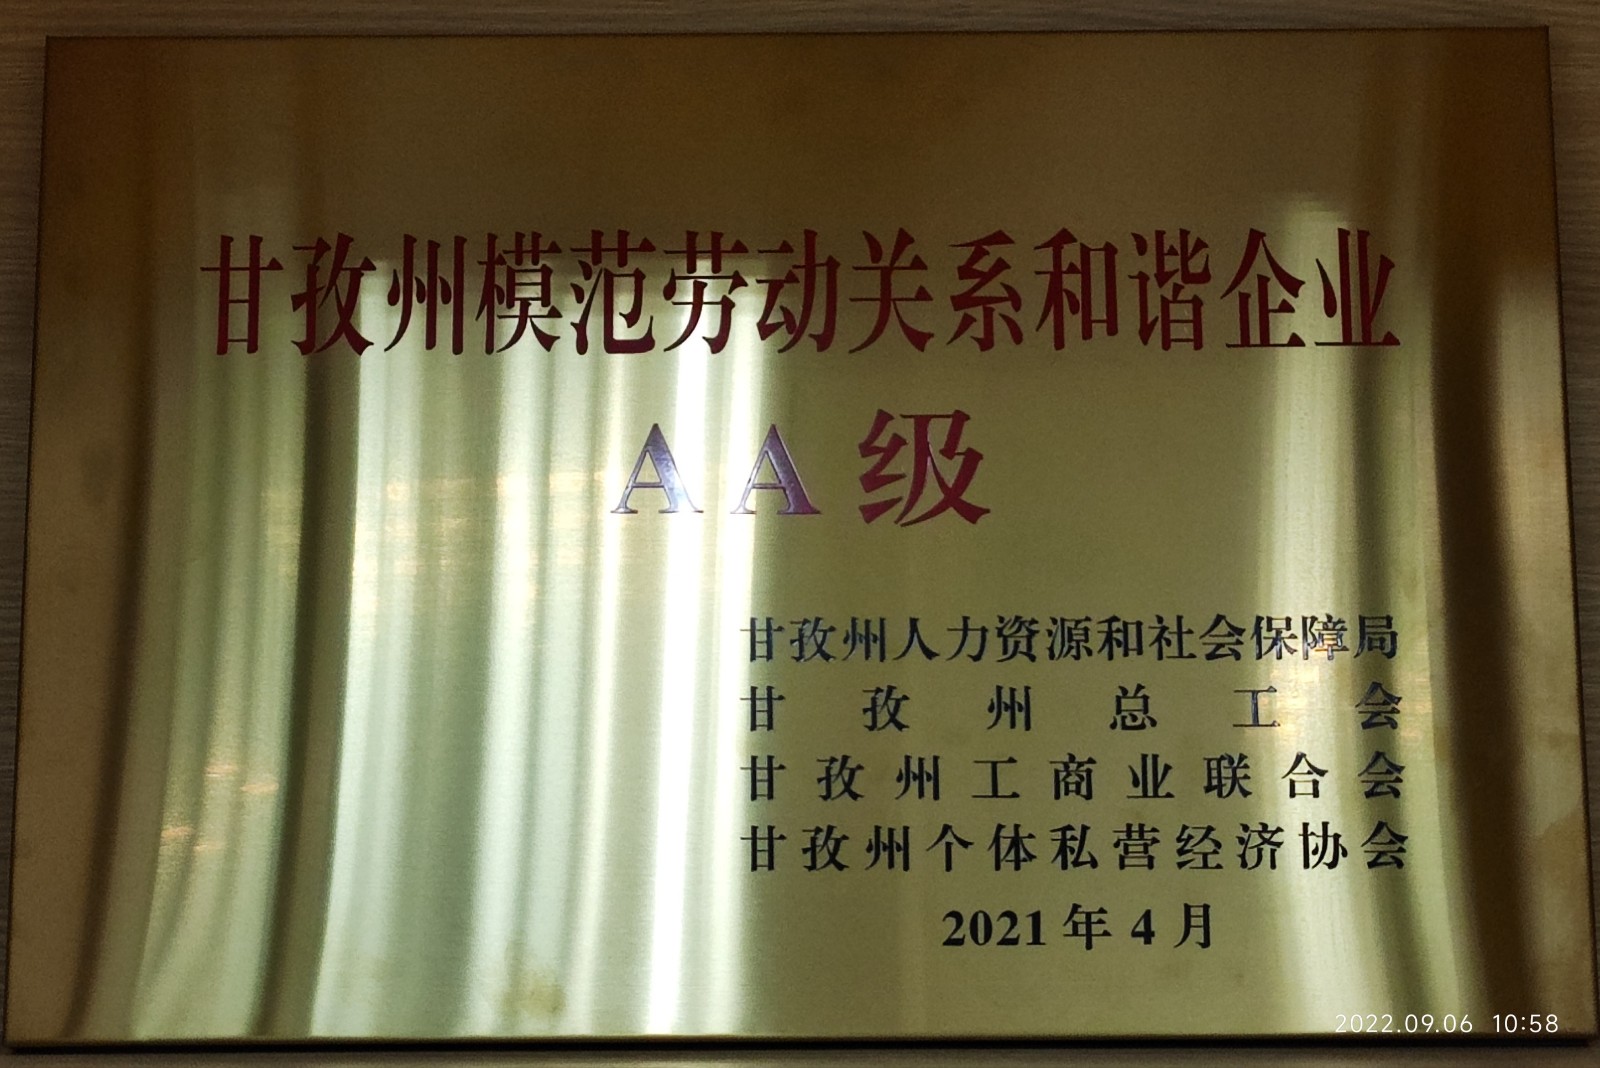 甘孜州模范劳动关系和谐企业
AA级
甘孜州人力资源和社会保障局
甘孜州总工会
甘孜州工商业联合会
甘孜州个体私营经济协会
2021年4月
2022.09.06 10:58